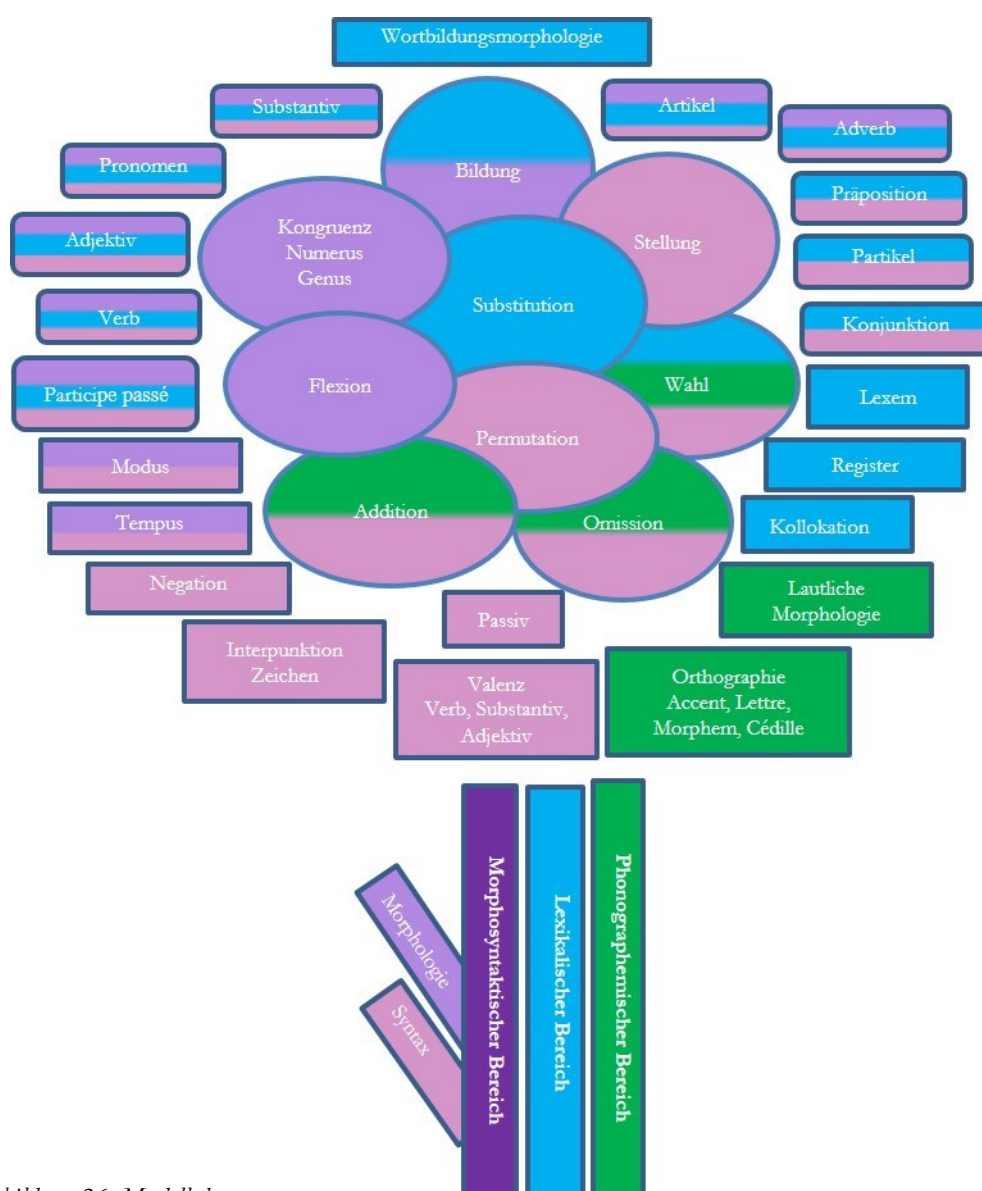 Wortbildungsmorphologie
Substantiv
Artikel
Adverb
Pronomen
Bildung
Präposition
Adjektiv
Kongruenz
Numerus
Genus
Stellung
Partikel
Verb
Substitution
Konjunktion
Participe passé
Flexion
Wahl
Lexem
Modus
Permutation
Register
Tempus
Addition
Omission
Kollokation
Negation
Passiv
Lautliche
Morphologie
Interpunktion
Zeichen
Valenz
Verb, Substantiv,
Adjektiv
Orthographie
Accent, Lettre,
Morphem, Cédille
Morphologie
Syntax
Morphosyntaktischer Bereich
Lexikalischer Bereich
Phonographemischer Bereich